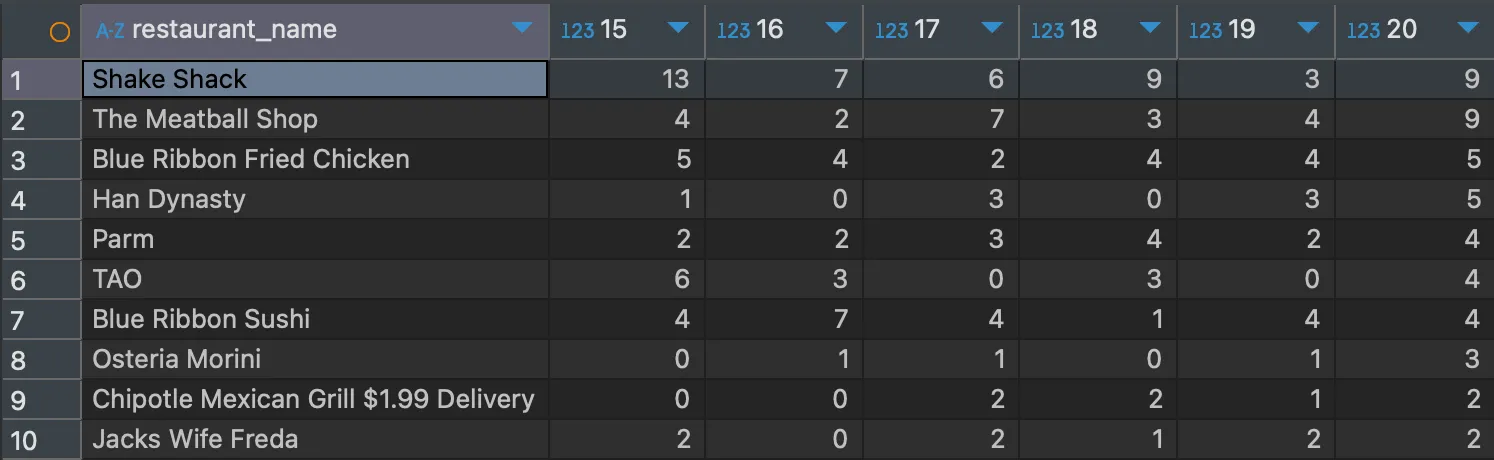 A-Z restaurant_name 123 15 123 16 123 17 123 18 123 19 123 20
1 Shake Shack 13 7 6 9 3 9
2 The Meatball Shop 4 2 7 3 4 9
3 Blue Ribbon Fried Chicken 5 4 2 4 4 5
4 Han Dynasty 1 0 3 0 3 5
5 Parm 2 2 3 4 2 4
6 TAO 6 3 0 3 0 4
7 Blue Ribbon Sushi 4 7 4 1 4 4
8 Osteria Morini 0 1 1 0 1 3
9 Chipotle Mexican Grill $1.99 Delivery 0 0 2 2 1 2
10 Jacks Wife Freda 2 0 2 1 2 2